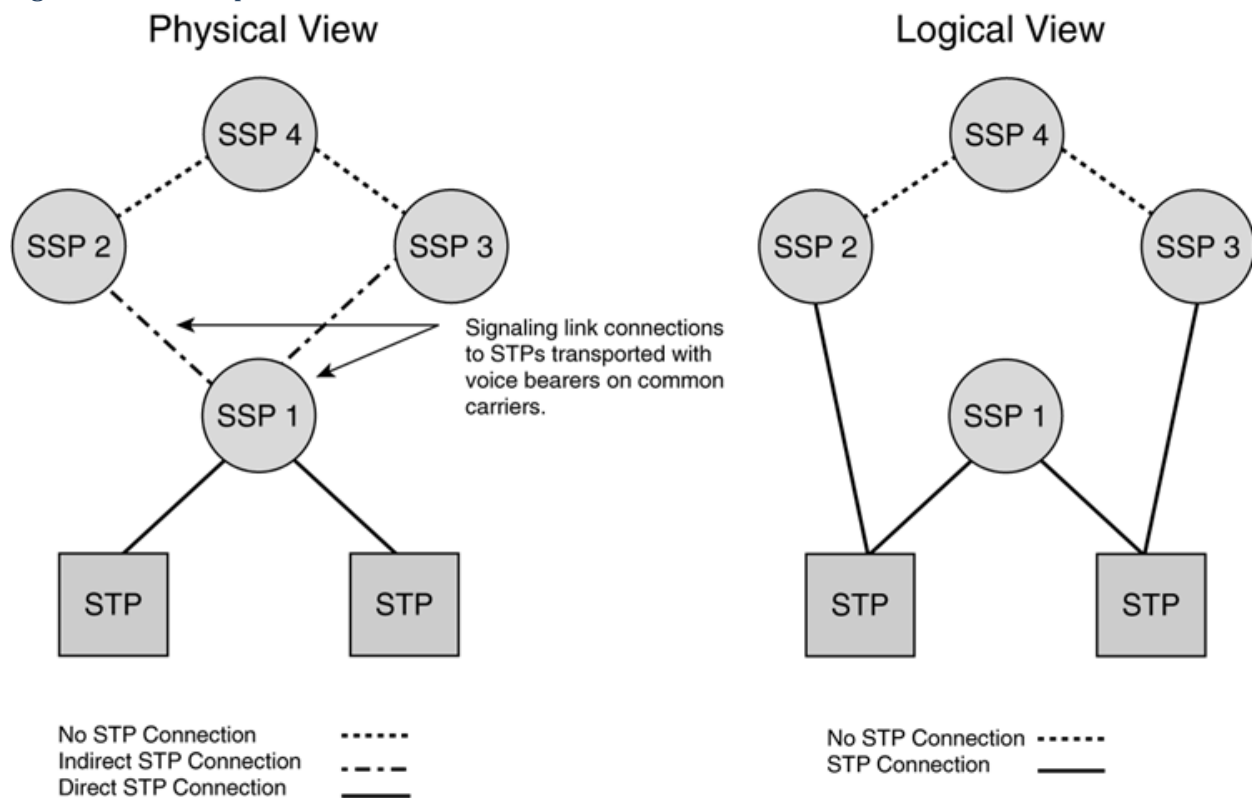 Physical View
SSP 4
SSP 2
SSP 3
Signaling link connections
to STPs transported with
voice bearers on common
carriers.
SSP 1
STP
STP
No STP Connection
Indirect STP Connection
Direct STP Connection
Logical View
SSP 4
SSP 2
SSP 3
SSP 1
STP
STP
No STP Connection
STP Connection